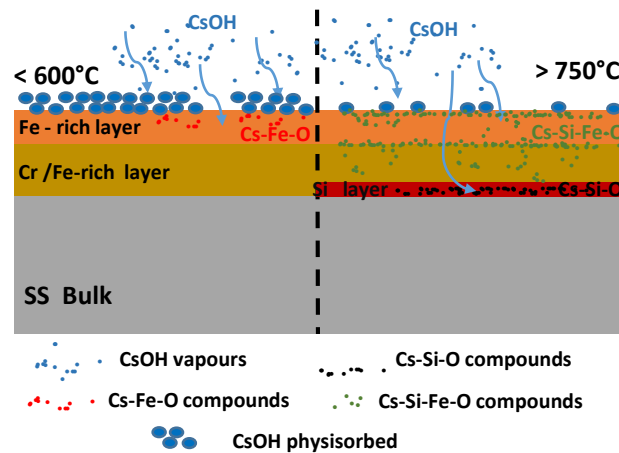 CsOH
CsOH
< 600°C
> 750°C
Fe - rich layer
Cs-Fe-O
Cs-Si-Fe-O
Cr /Fe-rich layer
Si layer
Cs-Si-O
SS Bulk
CsOH vapours
Cs-Si-O compounds
Cs-Fe-O compounds
Cs-Si-Fe-O compounds
CsOH physisorbed